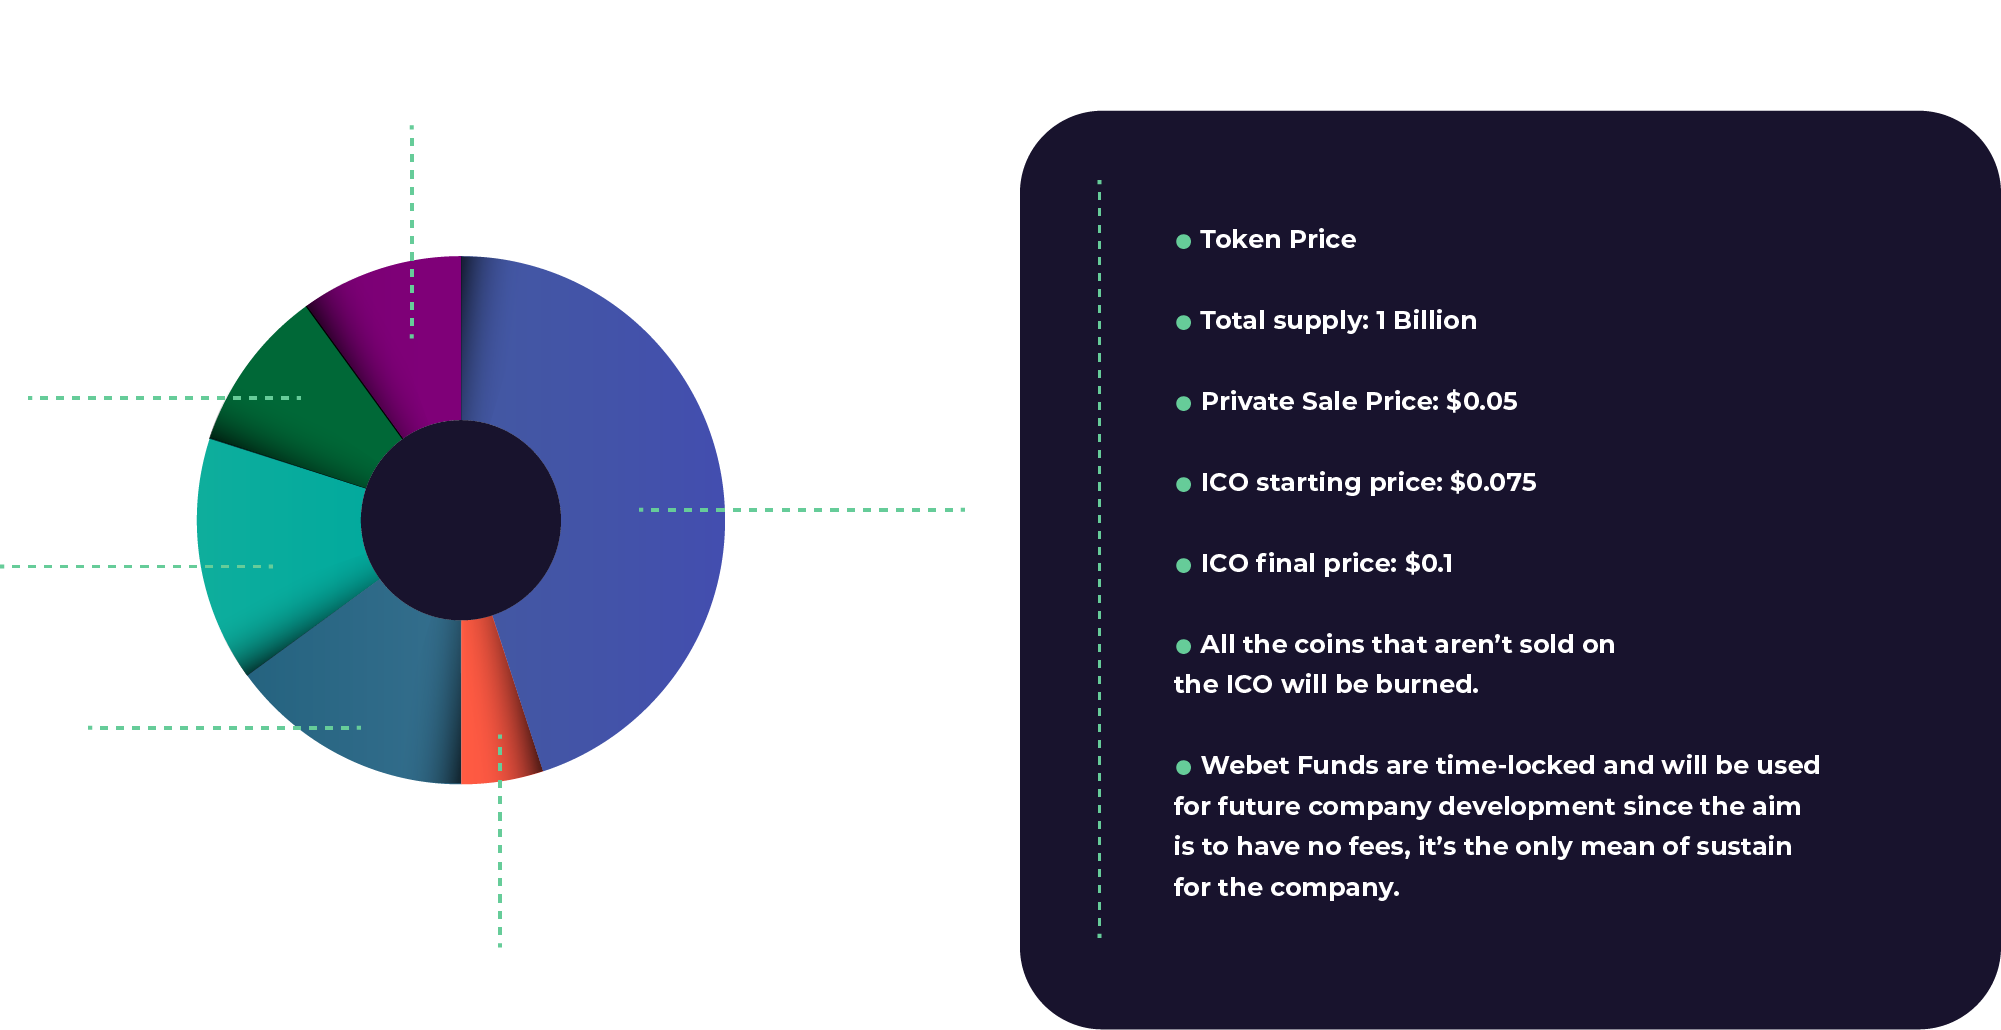 ● Token Price
● Total supply: 1 Billion
● Private Sale Price: $0.05
● ICO starting price: $0.075
● ICO final price: $0.1
● All the coins that aren’t sold on
the ICO will be burned.
● Webet Funds are time-locked and will be used
for future company development since the aim
is to have no fees, it’s the only mean of sustain
for the company.